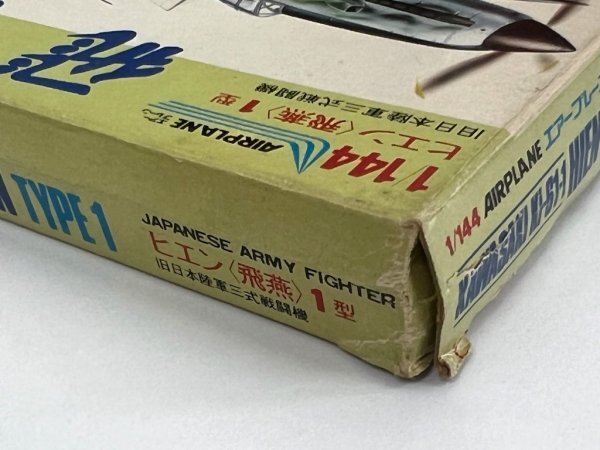 飛
1/144
AIRPLANE
ヒエン〈飛燕〉1型
旧日本陸軍三式戦闘機
N TYPE 1
JAPANESE ARMY FIGHTER
ヒエン〈飛燕〉1型
旧日本陸軍三式戦闘機
1/144 AIRPLANE エアープレーン
KAWASAKI KI-61-1 HIEN